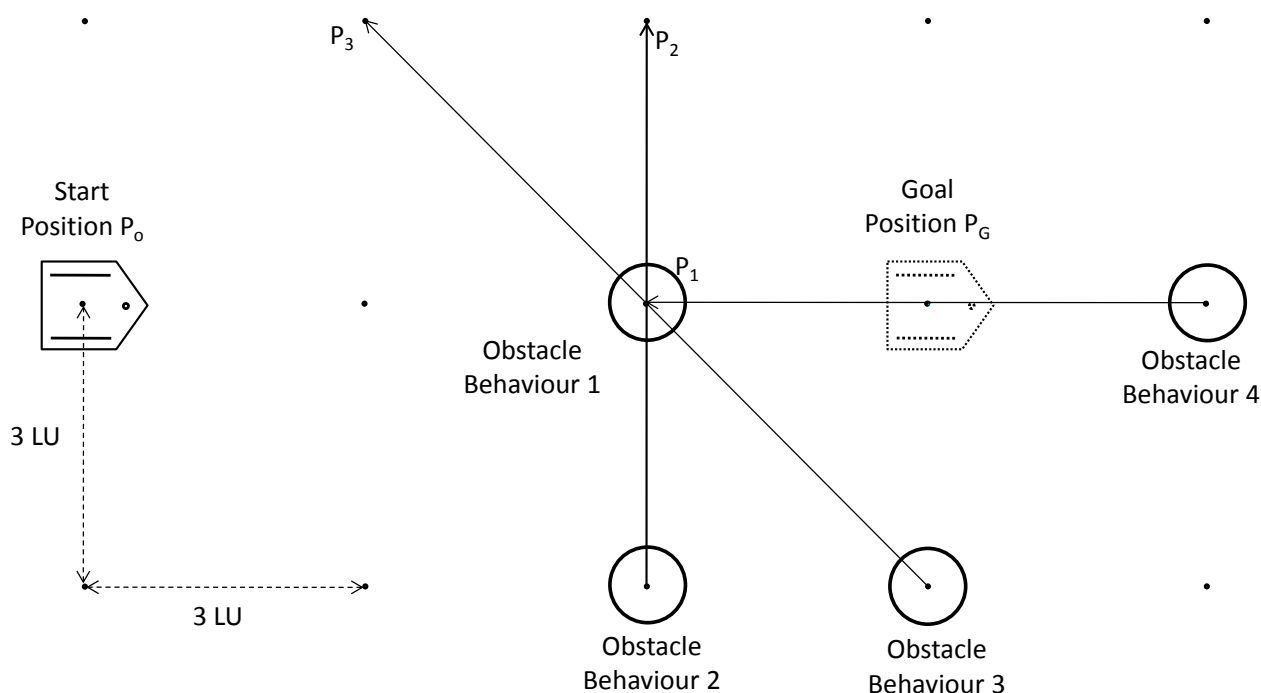 P3
P2
Start
Position Po
Goal
Position PG
P1
Obstacle
Behaviour 1
Obstacle
Behaviour 4
3 LU
3 LU
Obstacle
Behaviour 2
Obstacle
Behaviour 3